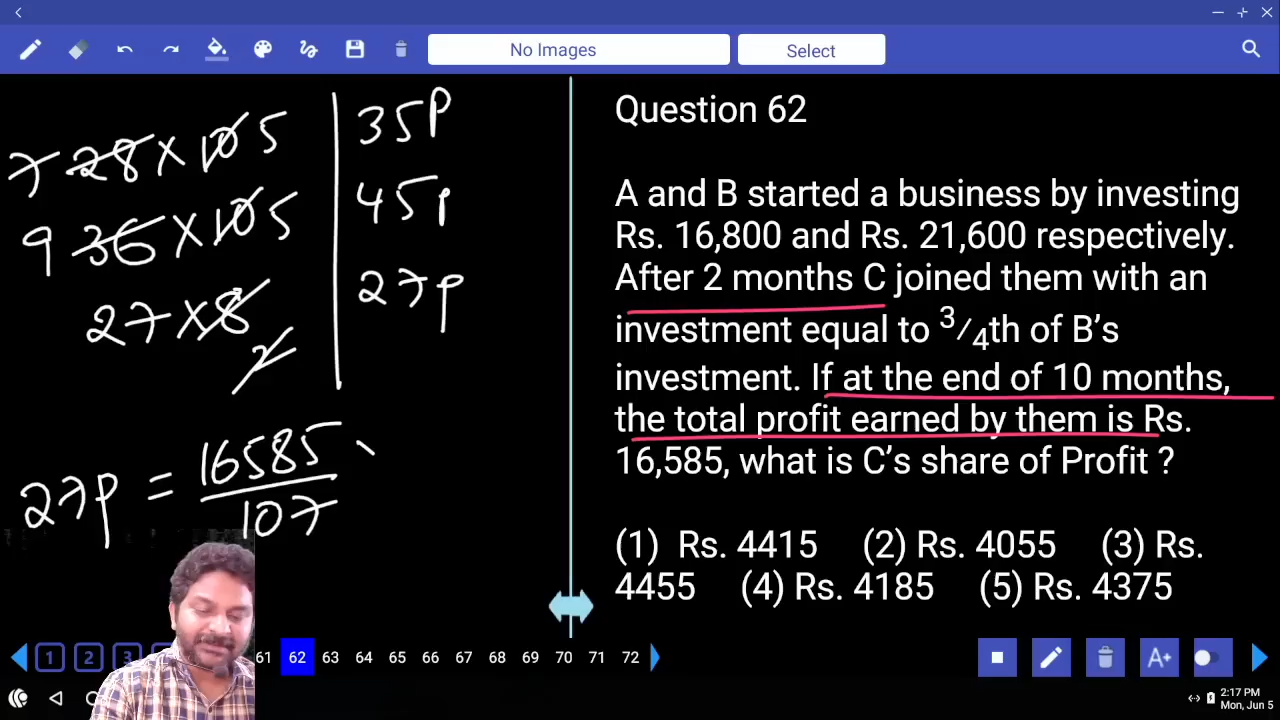 No Images
Select
7 28 × 10 5
9 36 × 10 5
27 × 8
2
35P
45P
27P
27P = 16585
107
Question 62
A and B started a business by investing
Rs. 16,800 and Rs. 21,600 respectively.
After 2 months C joined them with an
investment equal to 3/4th of B's
investment. If at the end of 10 months,
the total profit earned by them is Rs.
16,585, what is C's share of Profit ?
(1) Rs. 4415 (2) Rs. 4055 (3) Rs.
4455 (4) Rs. 4185 (5) Rs. 4375
1 2 3 61 62 63 64 65 66 67 68 69 70 71 72
A+
2:17 PM
Mon, Jun 5